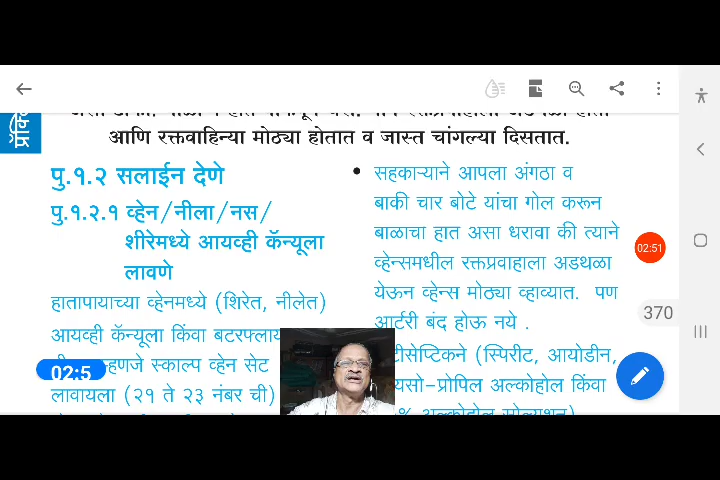 प्रॅक्टि
आणि रक्तवाहिन्या मोठ्या होतात व जास्त चांगल्या दिसतात.
पु.१.२ सलाईन देणे
पु.१.२.१ व्हेन/नीला/नस/
शीरेमध्ये आयव्ही कॅन्यूला
लावणे
हातापायाच्या व्हेनमध्ये (शिरेत, नीलेत)
आयव्ही कॅन्यूला किंवा बटरफ्लाय
म्हणजे स्काल्प व्हेन सेट
लावायला (२१ ते २३ नंबर ची)
• सहकाऱ्याने आपला अंगठा व
बाकी चार बोटे यांचा गोल करून
बाळाचा हात असा धरावा की त्याने
व्हेन्समधील रक्तप्रवाहाला अडथळा
येऊन व्हेन्स मोठ्या व्हाव्यात. पण
आर्टरी बंद होऊ नये .
टीसेप्टिकने (स्पिरीट, आयोडीन,
यसो-प्रोपिल अल्कोहोल किंवा
% अल्कोहोल सोल्युशन)
02:51
370
02:5